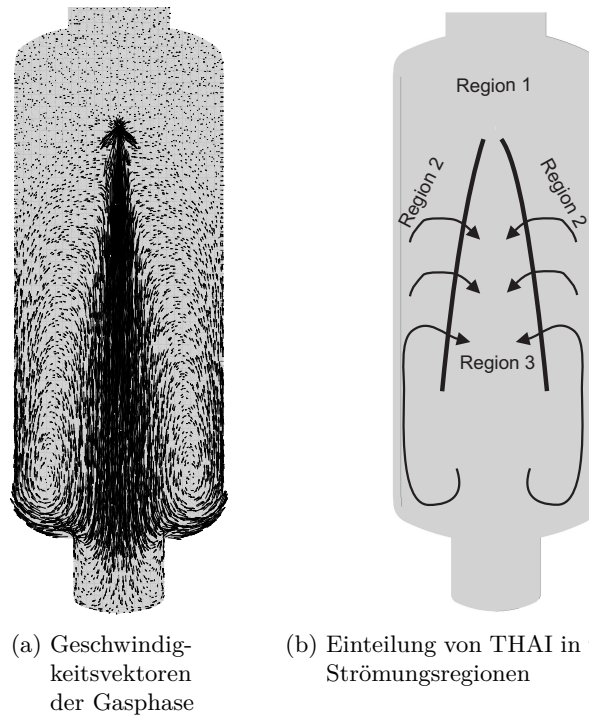 Region 1
Region 2
Region 2
Region 3
(a) Geschwindig-
keitsvektoren
der Gasphase
(b) Einteilung von THAI in
Strömungsregionen